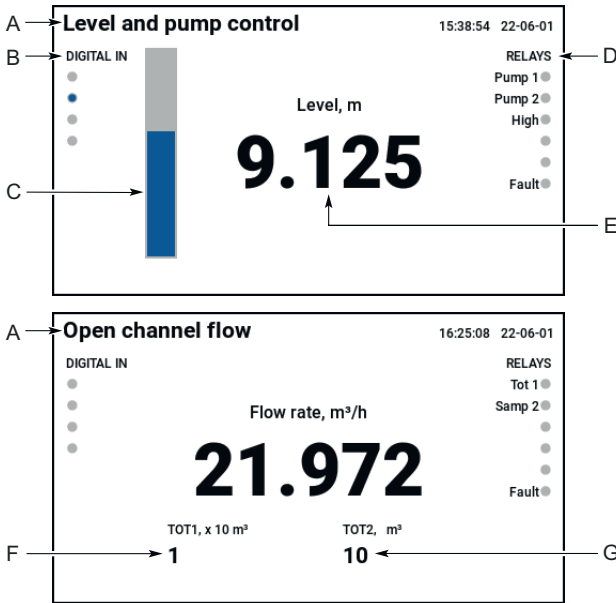 A Level and pump control 15:38:54 22-06-01
B DIGITAL IN RELAYS D
Pump 1
Level, m Pump 2
High
9.125
C Fault
E
A Open channel flow 16:25:08 22-06-01
DIGITAL IN RELAYS
Tot 1
Flow rate, m³/h Samp 2
21.972
Fault
TOT1, x 10 m³ TOT2, m³
F 1 10 G